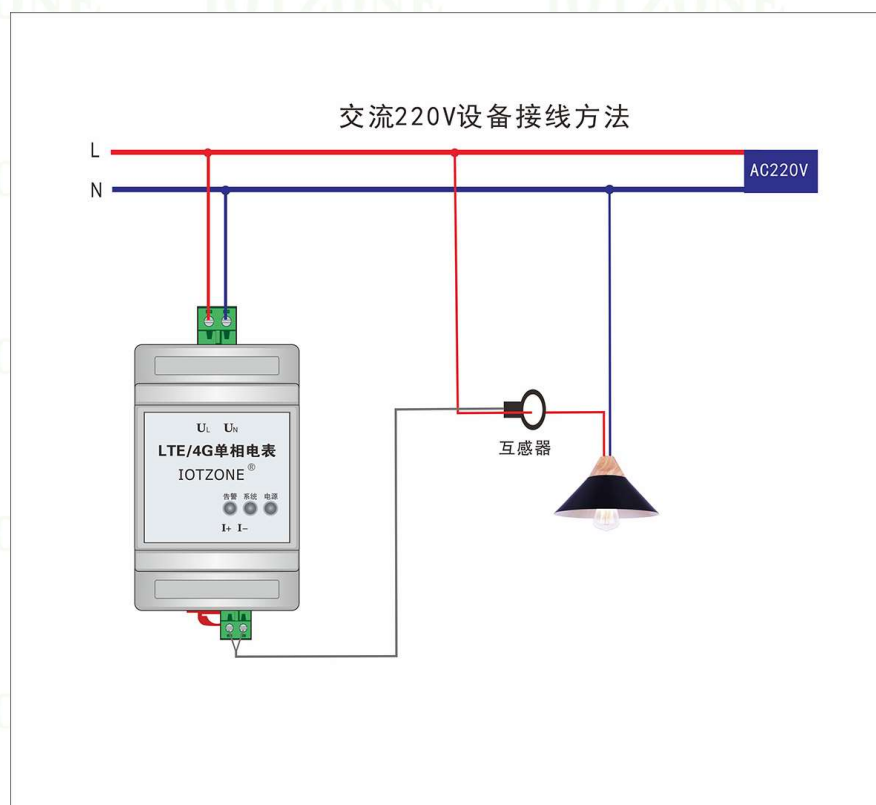 交流220V设备接线方法
L
AC220V
N
UL UN
LTE/4G单相电表
IOTZONE®
告警 系统 电源
I+ I-
互感器